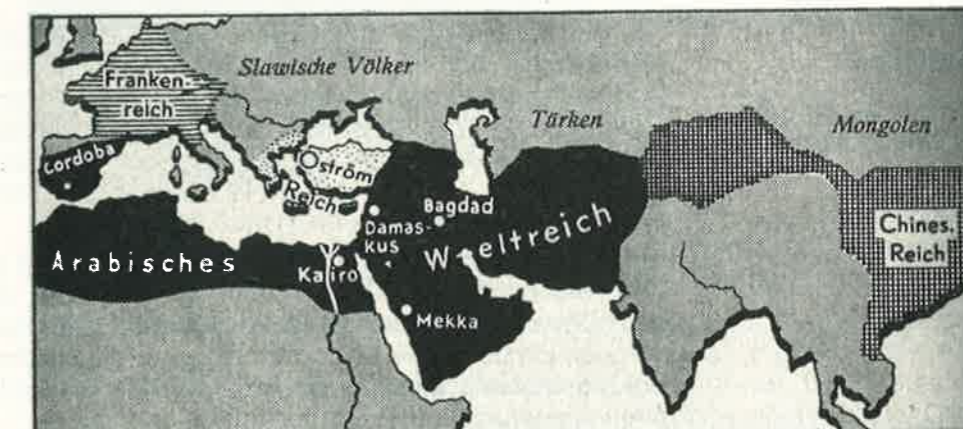 Slawische Völker
Franken-
reich
Türken
Mongolen
Cordoba
Oström.
Reich
Bagdad
Damas-
kus
Arabisches
Weltreich
Kairo
Mekka
Chines.
Reich